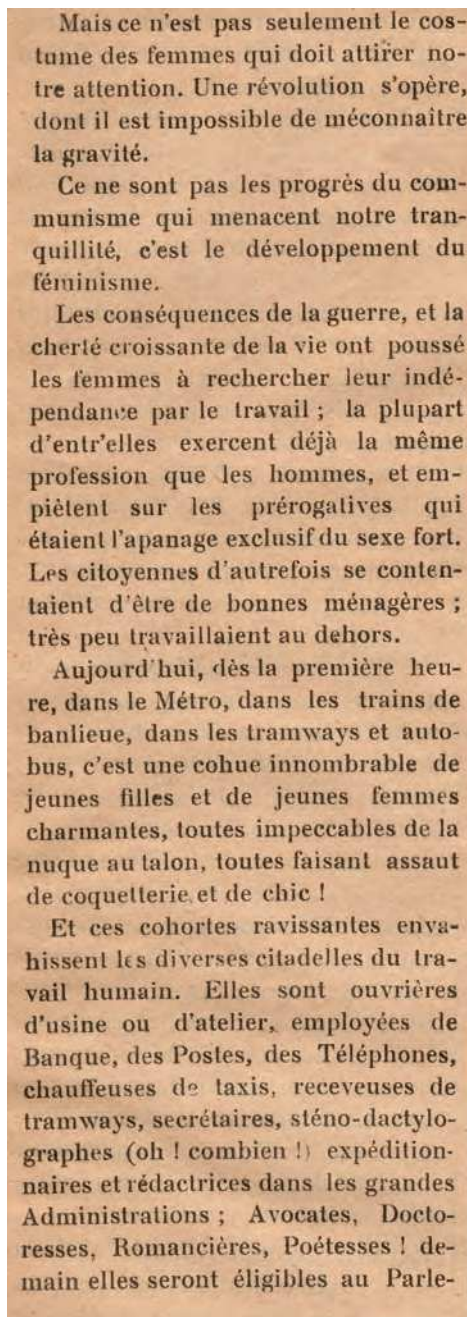 Mais ce n'est pas seulement le cos-
tume des femmes qui doit attirer no-
tre attention. Une révolution s'opère,
dont il est impossible de méconnaître
la gravité.
Ce ne sont pas les progrès du com-
munisme qui menacent notre tran-
quillité, c'est le développement du
féminisme.
Les conséquences de la guerre, et la
cherté croissante de la vie ont poussé
les femmes à rechercher leur indé-
pendance par le travail ; la plupart
d'entr'elles exercent déjà la même
profession que les hommes, et em-
piètent sur les prérogatives qui
étaient l'apanage exclusif du sexe fort.
Les citoyennes d'autrefois se conten-
taient d'être de bonnes ménagères ;
très peu travaillaient au dehors.
Aujourd'hui, dès la première heu-
re, dans le Métro, dans les trains de
banlieue, dans les tramways et auto-
bus, c'est une cohue innombrable de
jeunes filles et de jeunes femmes
charmantes, toutes impeccables de la
nuque au talon, toutes faisant assaut
de coquetterie et de chic !
Et ces cohortes ravissantes enva-
hissent les diverses citadelles du tra-
vail humain. Elles sont ouvrières
d'usine ou d'atelier, employées de
Banque, des Postes, des Téléphones,
chauffeuses de taxis, receveuses de
tramways, secrétaires, sténo-dactylo-
graphes (oh ! combien !) expédition-
naires et rédactrices dans les grandes
Administrations ; Avocates, Docto-
resses, Romancières, Poétesses ! de-
main elles seront éligibles au Parle-